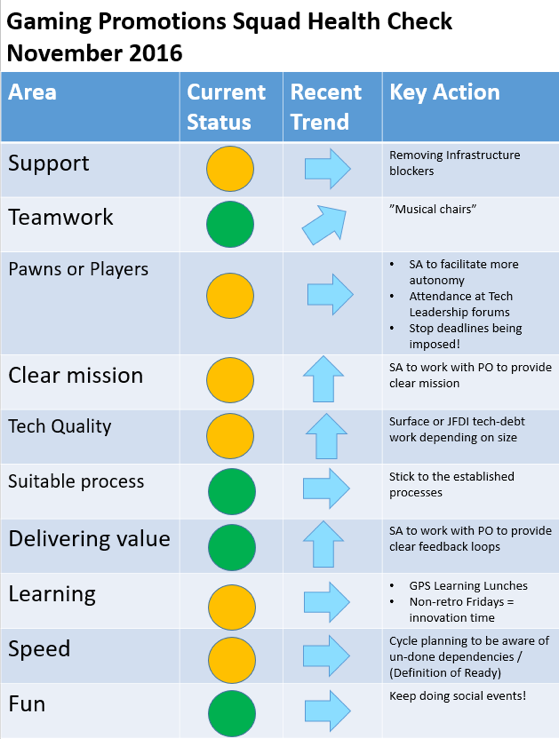 Gaming Promotions Squad Health Check
November 2016
Area
Current
Status
Recent
Trend
Key Action
Support
Removing Infrastructure
blockers
Teamwork
”Musical chairs”
Pawns or Players
• SA to facilitate more
autonomy
• Attendance at Tech
Leadership forums
• Stop deadlines being
imposed!
Clear mission
SA to work with PO to provide
clear mission
Tech Quality
Surface or JFDI tech-debt
work depending on size
Suitable process
Stick to the established
processes
Delivering value
SA to work with PO to provide
clear feedback loops
Learning
• GPS Learning Lunches
• Non-retro Fridays =
innovation time
Speed
Cycle planning to be aware of
un-done dependencies /
(Definition of Ready)
Fun
Keep doing social events!